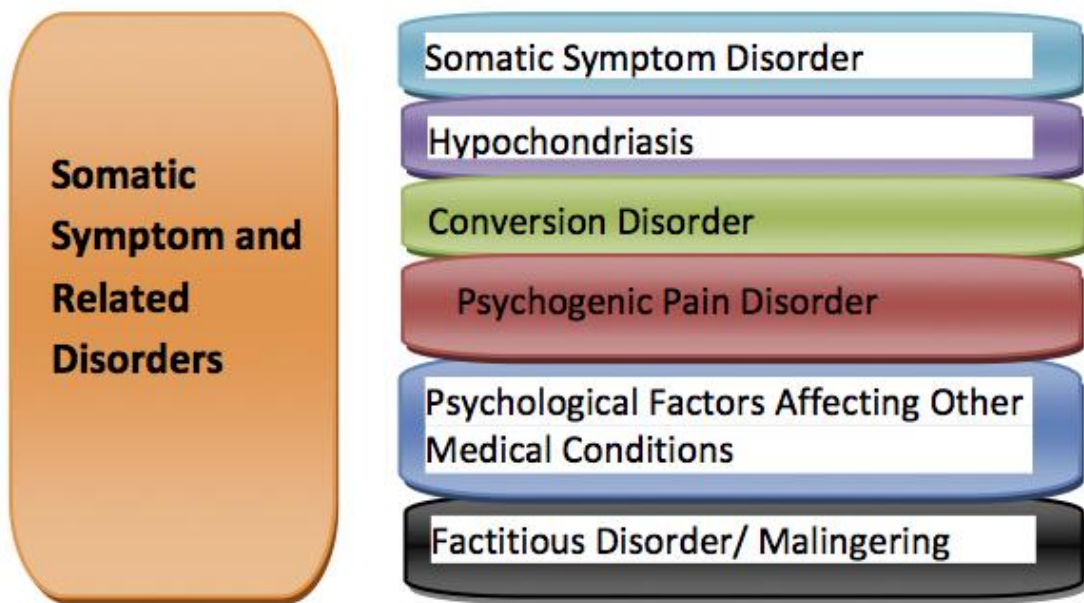 Somatic
Symptom and
Related
Disorders
Somatic Symptom Disorder
Hypochondriasis
Conversion Disorder
Psychogenic Pain Disorder
Psychological Factors Affecting Other
Medical Conditions
Factitious Disorder/ Malingering